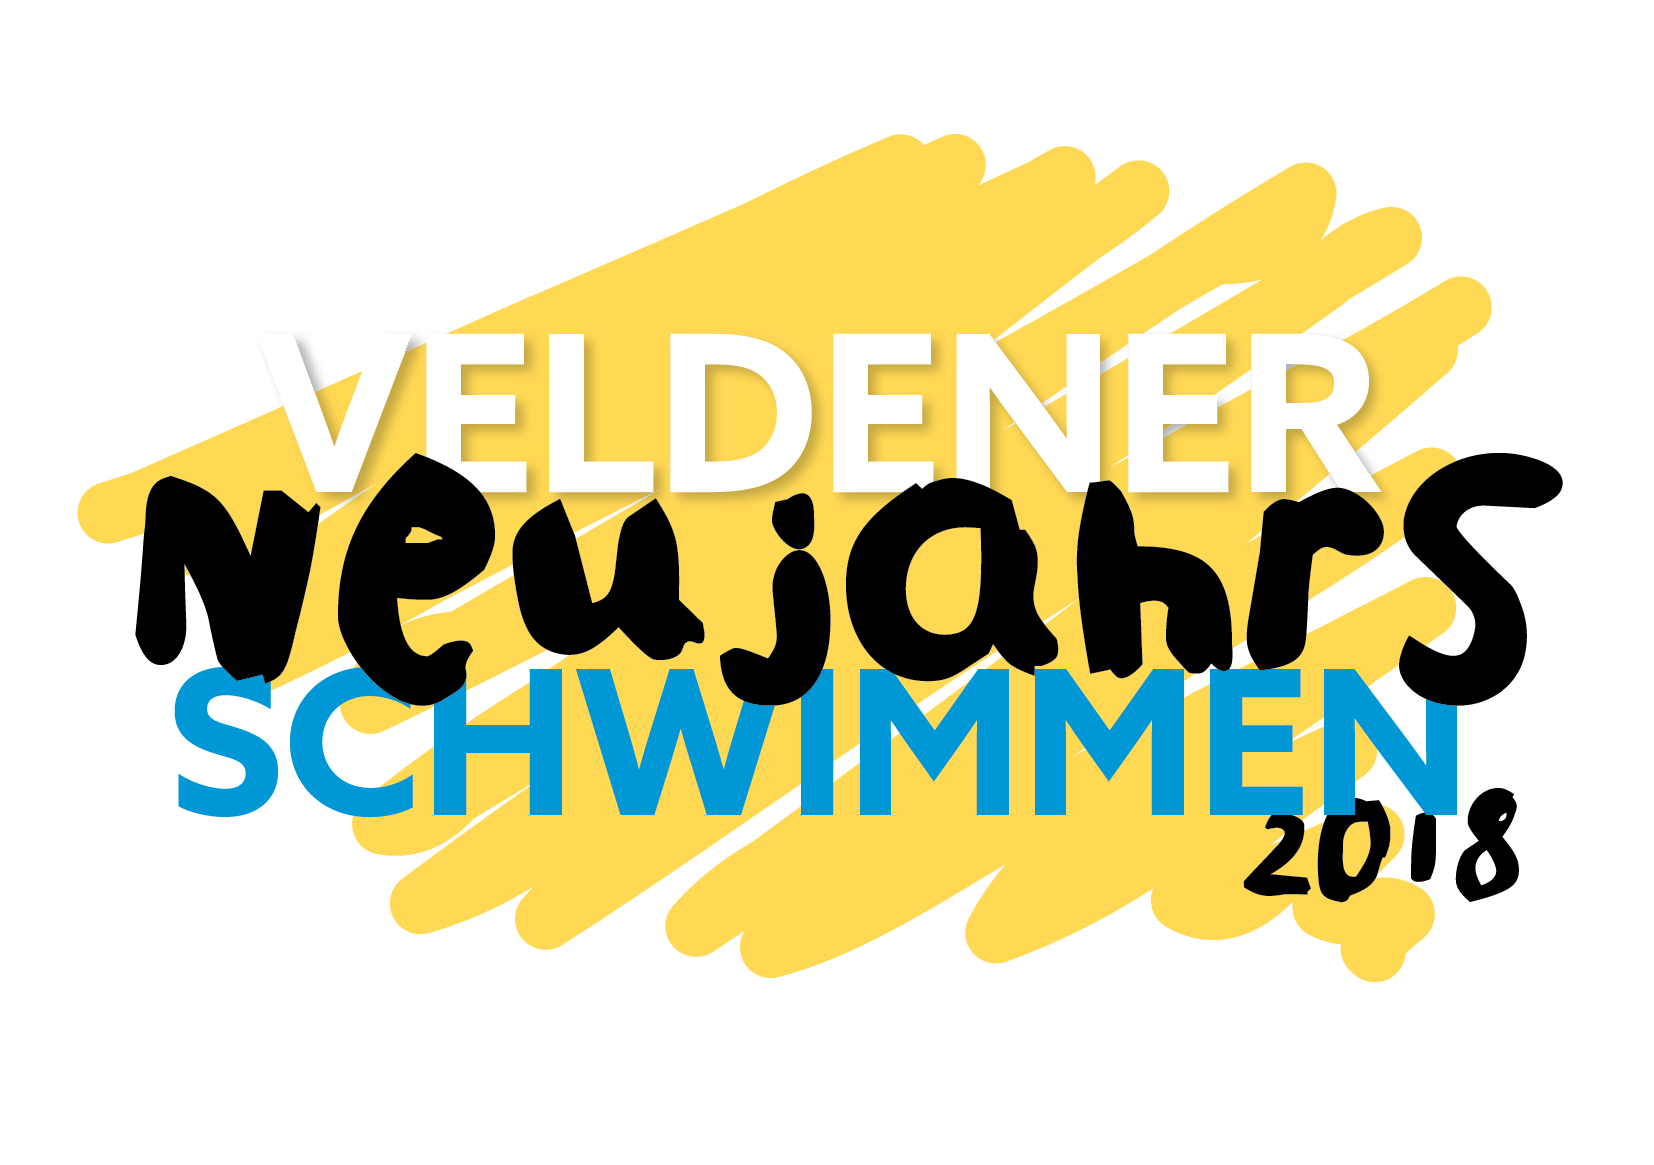 VELDENER
Neujahrs
SCHWIMMEN
2018